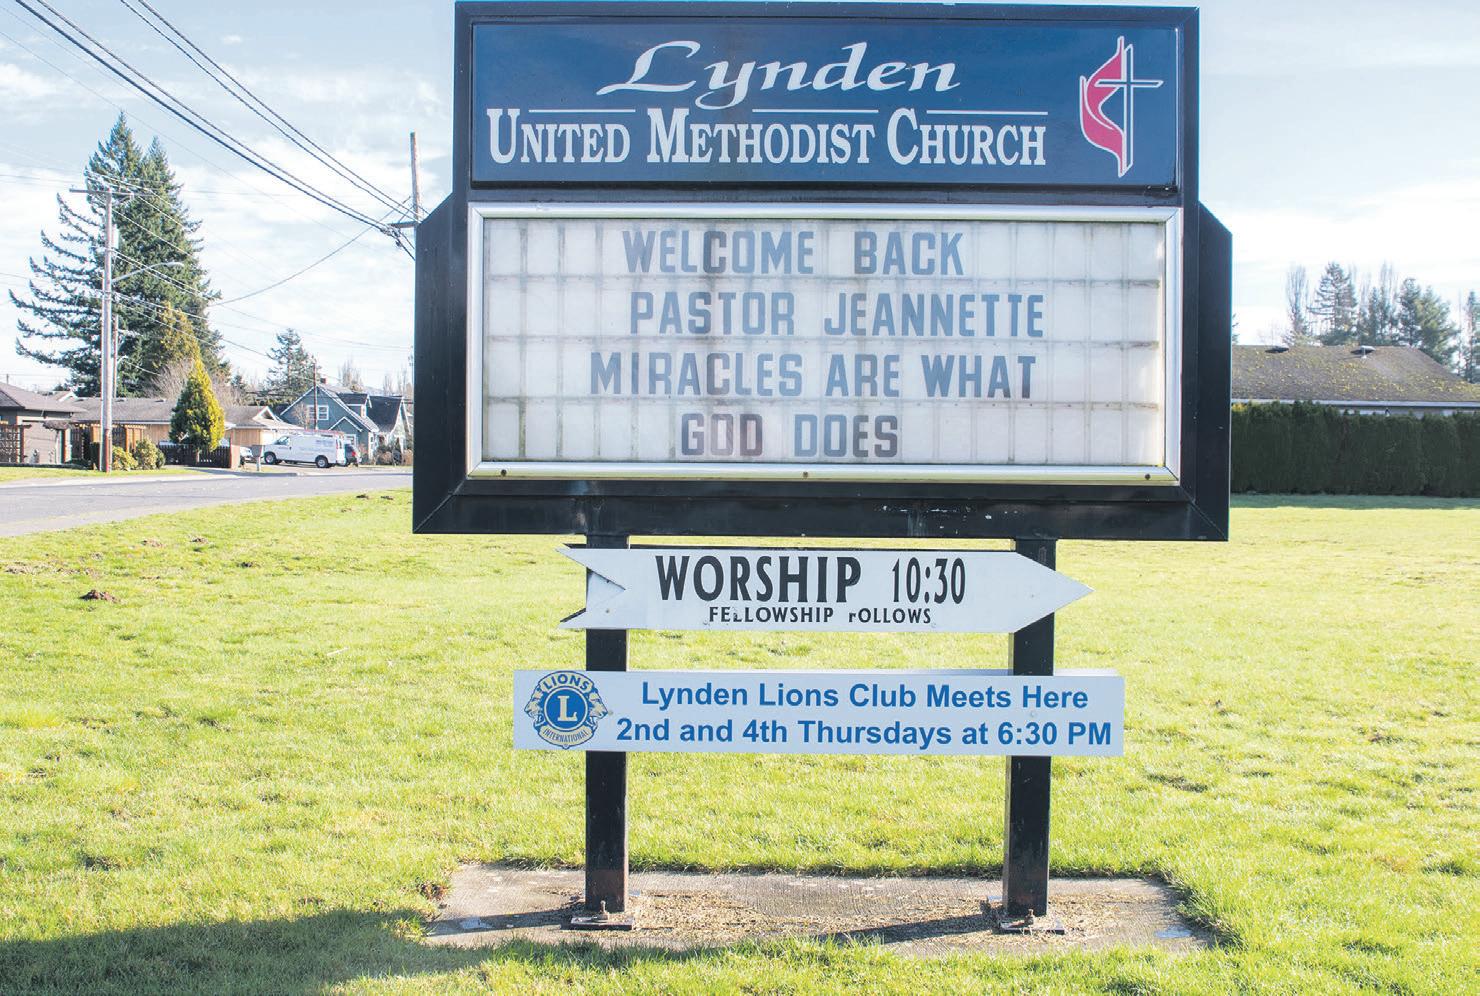 Lynden
UNITED METHODIST CHURCH
WELCOME BACK
PASTOR JEANNETTE
MIRACLES ARE WHAT
GOD DOES
WORSHIP 10:30
FELLOWSHIP FOLLOWS
LIONS
L
INTERNATIONAL
Lynden Lions Club Meets Here
2nd and 4th Thursdays at 6:30 PM